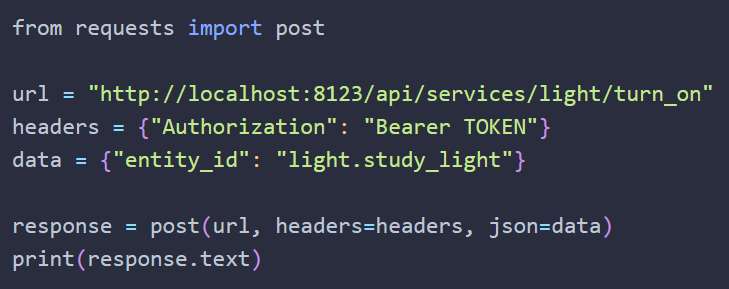 from requests import post
url = "http://localhost:8123/api/services/light/turn_on"
headers = {"Authorization": "Bearer TOKEN"}
data = {"entity_id": "light.study_light"}
response = post(url, headers=headers, json=data)
print(response.text)